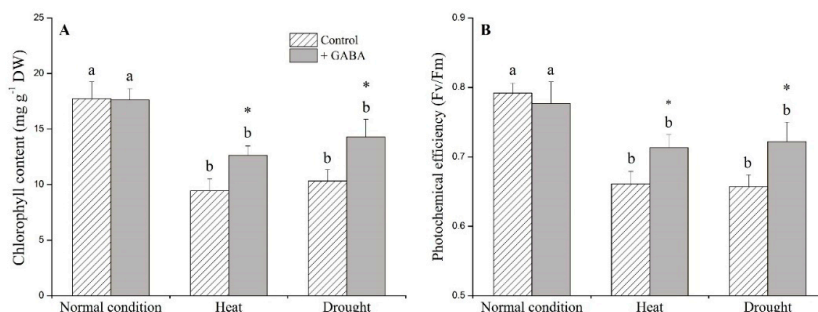 A
B
Control
+ GABA
Chlorophyll content (mg g⁻¹ DW)
25
20
15
10
5
0
a
a
b
*
b
b
*
b
Normal condition
Heat
Drought
Photochemical efficiency (Fv/Fm)
0.9
0.8
0.7
0.6
0.5
a
a
b
*
b
b
*
b
Normal condition
Heat
Drought